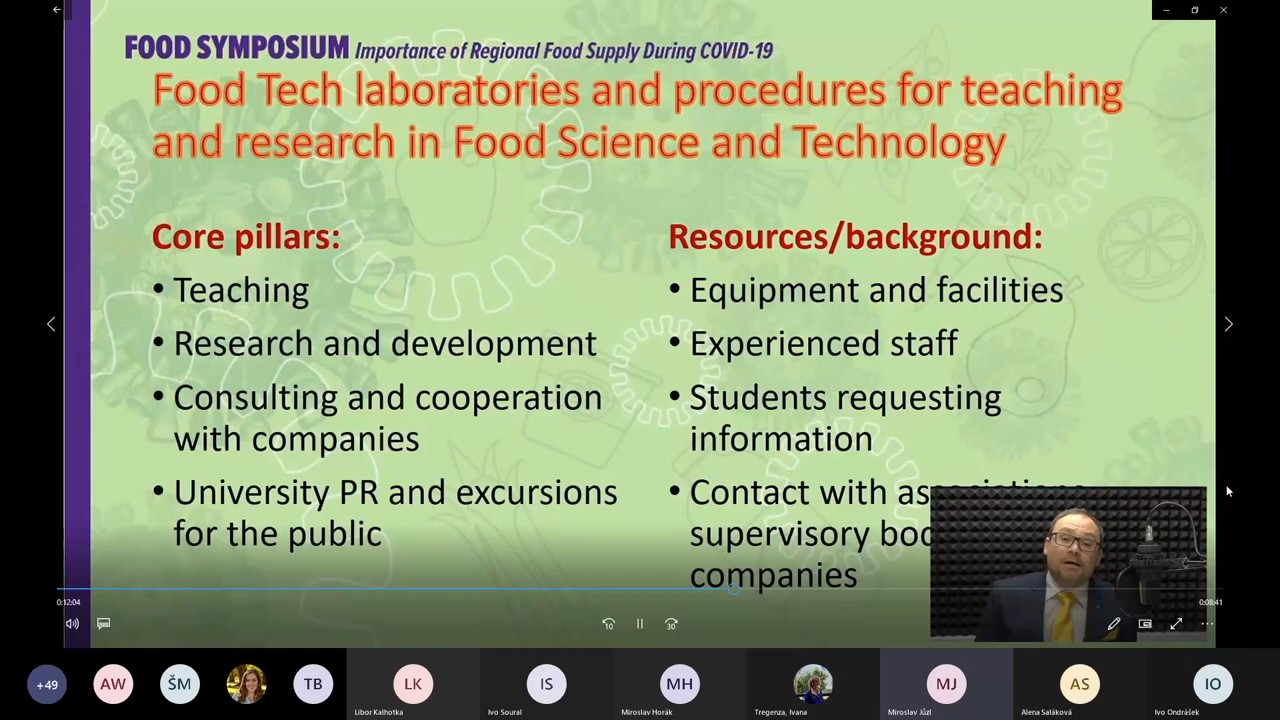 FOOD SYMPOSIUM Importance of Regional Food Supply During COVID-19
Food Tech laboratories and procedures for teaching
and research in Food Science and Technology
Core pillars:
• Teaching
• Research and development
• Consulting and cooperation
with companies
• University PR and excursions
for the public
Resources/background:
• Equipment and facilities
• Experienced staff
• Students requesting
information
• Contact with
supervisory
companies
0:12:04
0:08:41
10
30
+49
AW
ŠM
TB
LK
Libor Kalhotka
IS
Ivo Soural
MH
Miroslav Horák
Tregenza, Ivana
MJ
Miroslav Jůzl
AS
Alena Saláková
IO
Ivo Ondrášek